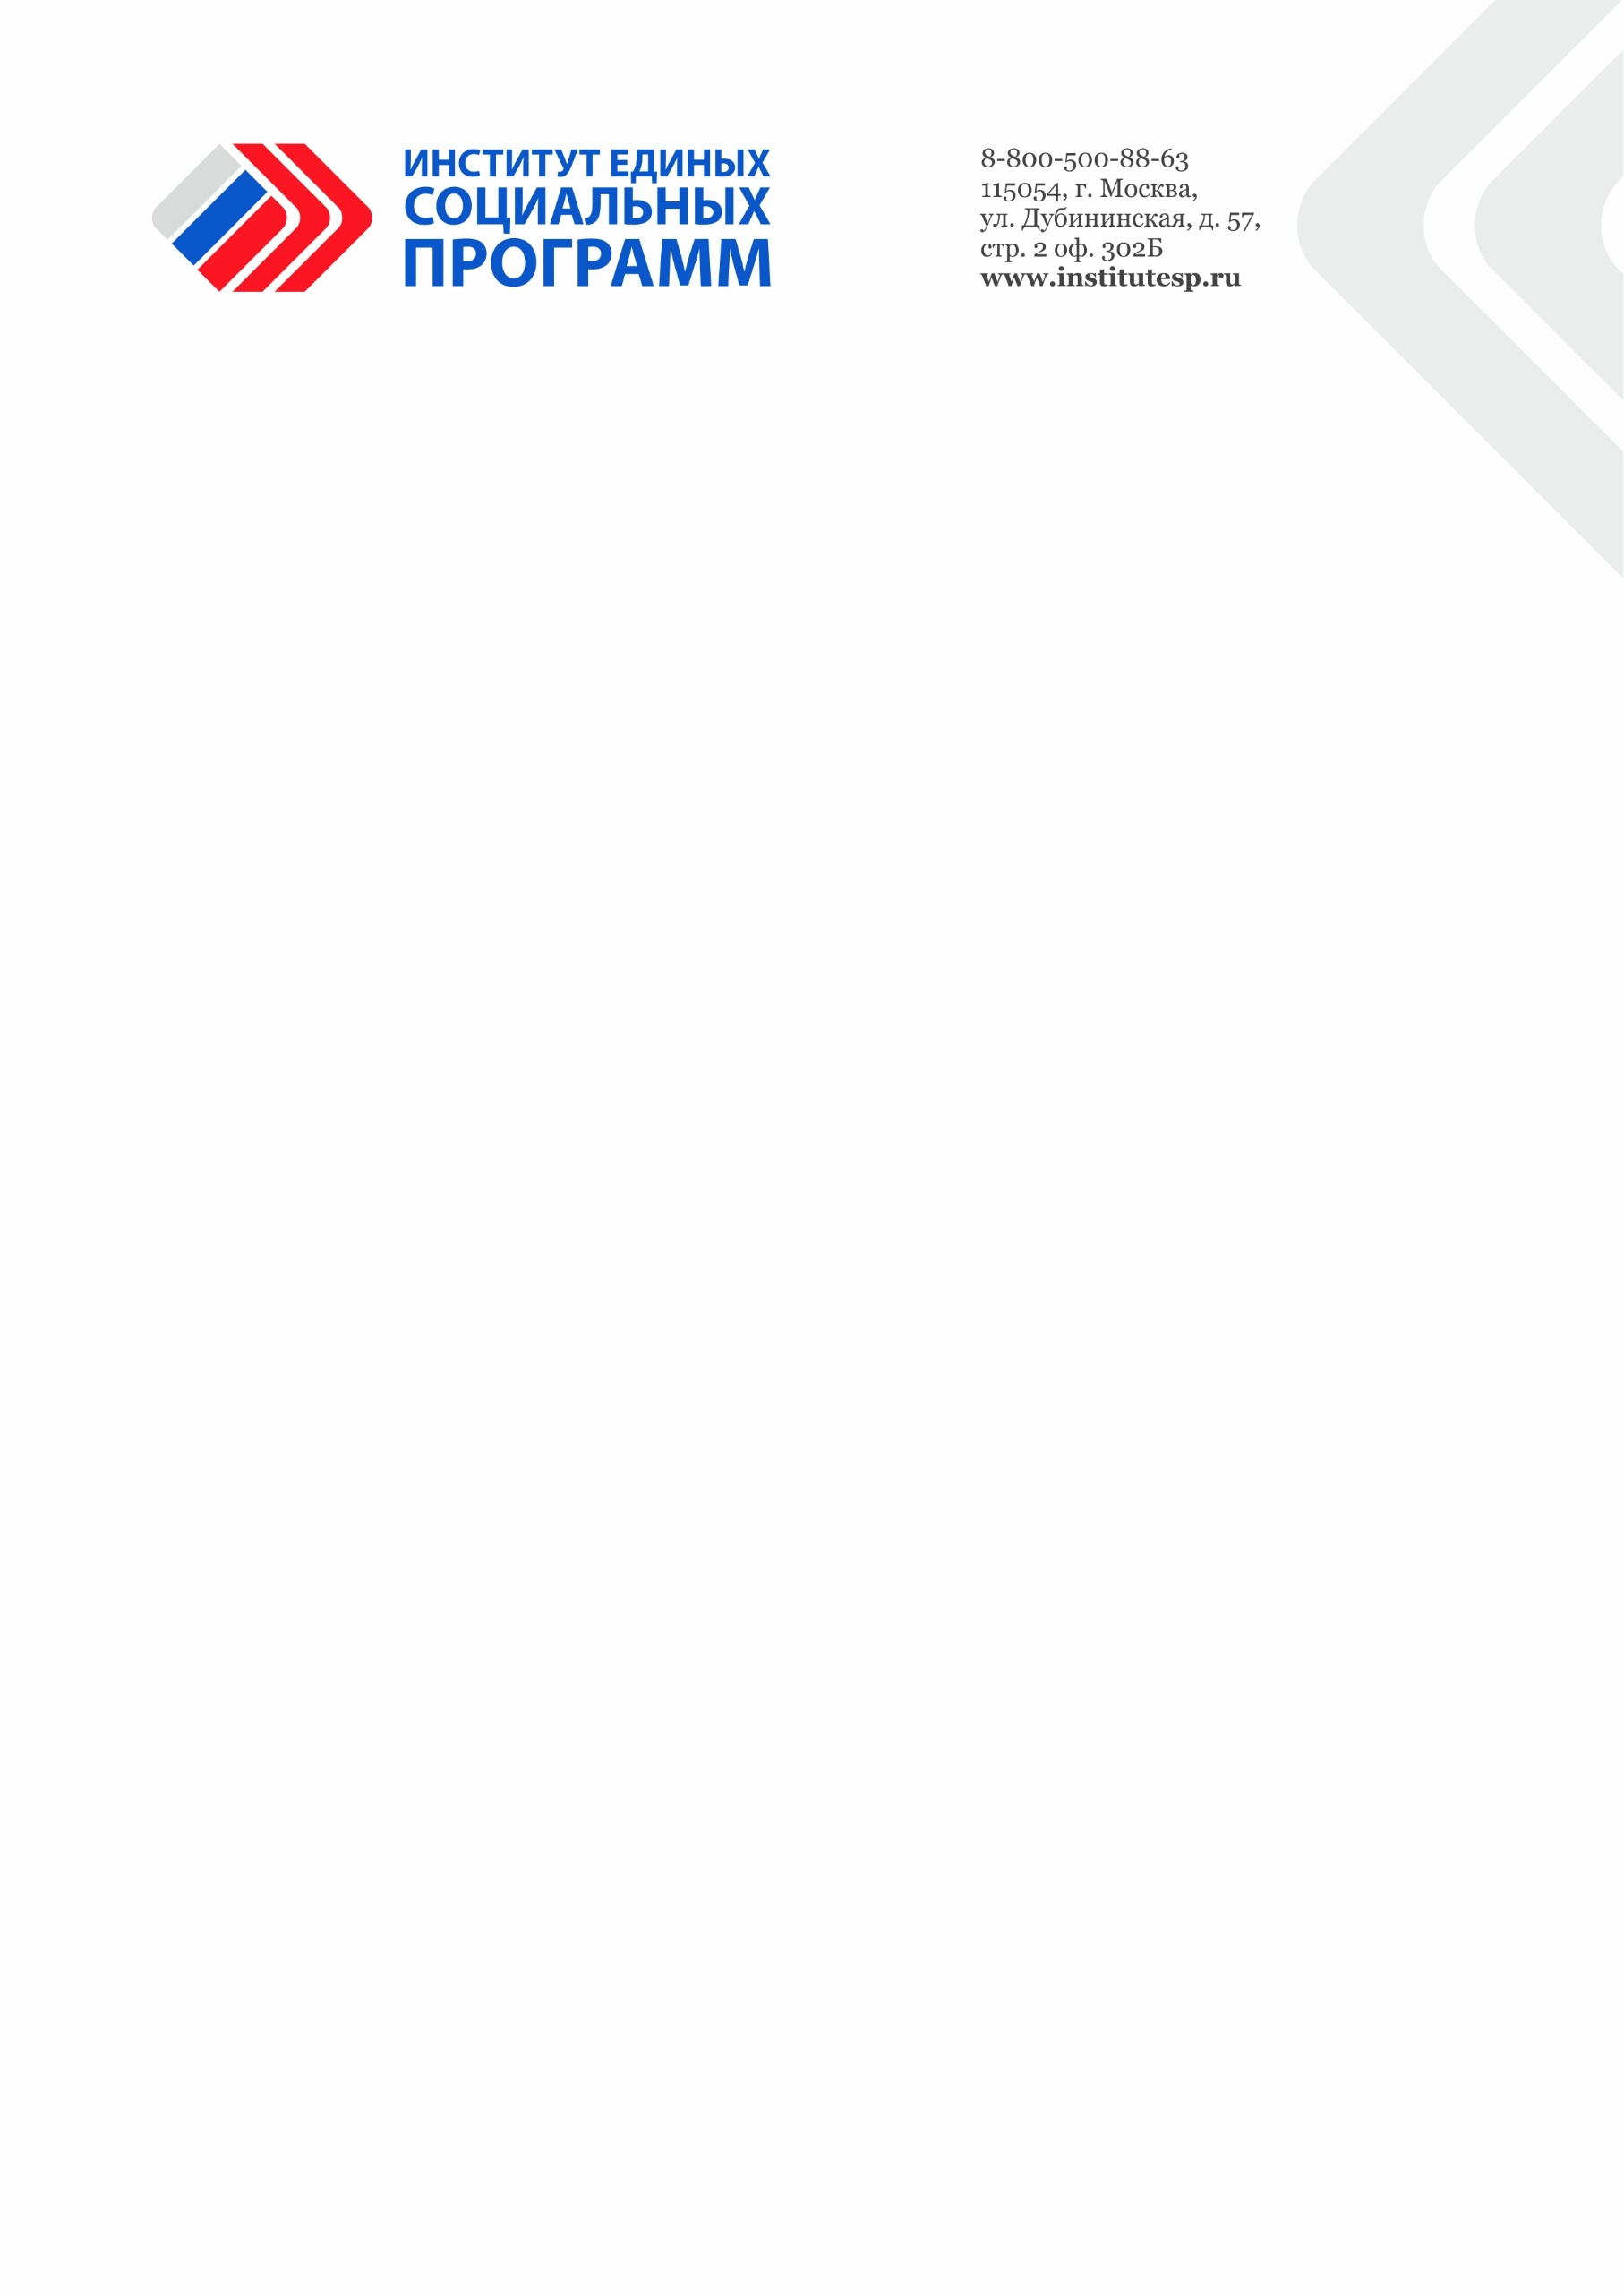 ИНСТИТУТ ЕДИНЫХ
СОЦИАЛЬНЫХ
ПРОГРАММ
8-800-500-88-63
115054, г. Москва,
ул. Дубининская, д. 57,
стр. 2 оф. 302Б
www.institutesp.ru